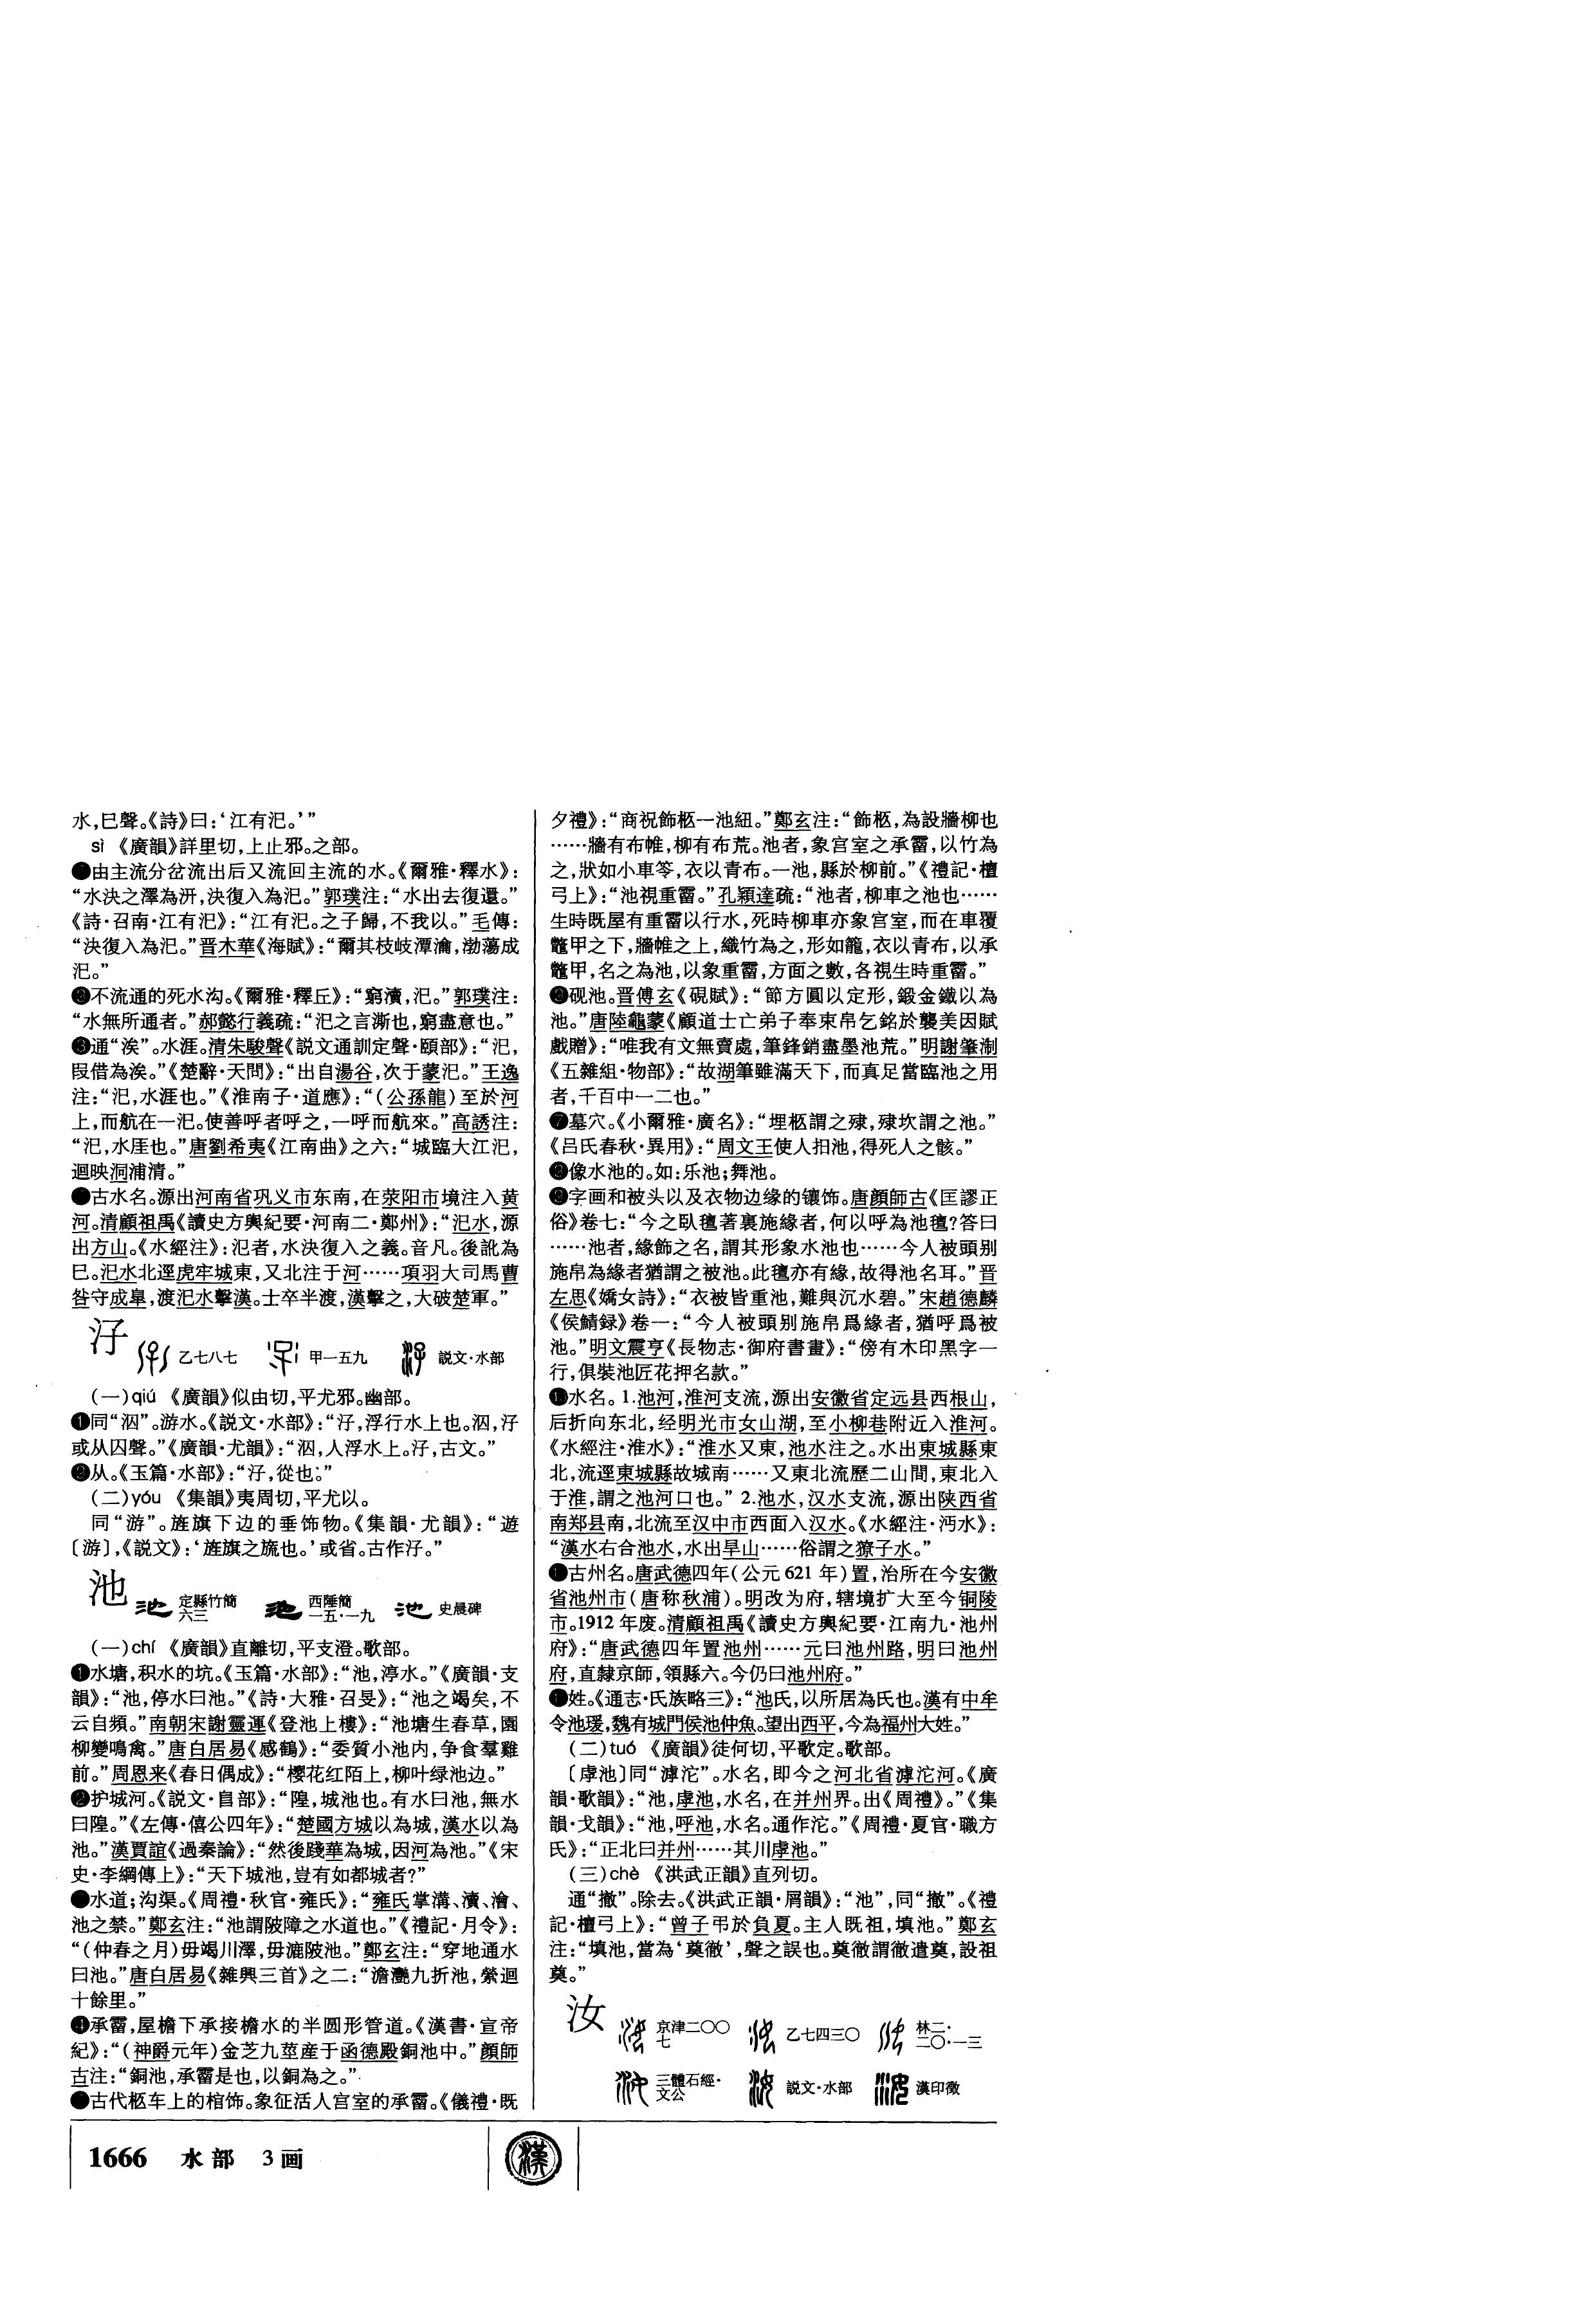 水，巳聲。《詩》曰：‘江有汜。’”
sì 《廣韻》詳里切，上止邪。之部。
❶由主流分岔流出后又流回主流的水。《爾雅·釋水》：
“水決之澤為汧，決復入為汜。”郭璞注：“水出去復還。”
《詩·召南·江有汜》：“江有汜。之子歸，不我以。”毛傳：
“決復入為汜。”晋木華《海賦》：“爾其枝岐潭瀹，渤蕩成
汜。”
❷不流通的死水沟。《爾雅·釋丘》：“窮瀆，汜。”郭璞注：
“水無所通者。”郝懿行義疏：“汜之言澌也，窮盡意也。”
❸通“涘”。水涯。清朱駿聲《説文通訓定聲·頤部》：“汜，
叚借為涘。”《楚辭·天問》：“出自湯谷，次于蒙汜。”王逸
注：“汜，水涯也。”《淮南子·道應》：“（公孫龍）至於河
上，而航在一汜。使善呼者呼之，一呼而航來。”高誘注：
“汜，水厓也。”唐劉希夷《江南曲》之六：“城臨大江汜，
迴映洞浦清。”
❹古水名。源出河南省巩义市东南，在荥阳市境注入黄
河。清顧祖禹《讀史方輿紀要·河南二·鄭州》：“汜水，源
出方山。《水經注》：汜者，水決復入之義。音凡。後訛為
巳。汜水北逕虎牢城東，又北注于河……項羽大司馬曹
咎守成皐，渡汜水擊漢。士卒半渡，漢擊之，大破楚軍。”
汓 乙七八七 甲一五九 説文·水部
（一）qiú 《廣韻》似由切，平尤邪。幽部。
❶同“泅”。游水。《説文·水部》：“汓，浮行水上也。泅，汓
或从囚聲。”《廣韻·尤韻》：“泅，人浮水上。汓，古文。”
❷从。《玉篇·水部》：“汓，從也。”
（二）yóu 《集韻》夷周切，平尤以。
同“游”。旌旗下边的垂饰物。《集韻·尤韻》：“遊
〔游〕，《説文》：‘旌旗之旒也。’或省。古作汓。”
池 定縣竹簡六三 西陲簡一五·一九 史晨碑
（一）chí 《廣韻》直離切，平支澄。歌部。
❶水塘，积水的坑。《玉篇·水部》：“池，渟水。”《廣韻·支
韻》：“池，停水曰池。”《詩·大雅·召旻》：“池之竭矣，不
云自頻。”南朝宋謝靈運《登池上樓》：“池塘生春草，園
柳變鳴禽。”唐白居易《感鶴》：“委質小池内，争食羣雞
前。”周恩来《春日偶成》：“樱花红陌上，柳叶绿池边。”
❷护城河。《説文·𨸏部》：“隍，城池也。有水曰池，無水
曰隍。”《左傳·僖公四年》：“楚國方城以為城，漢水以為
池。”漢賈誼《過秦論》：“然後踐華為城，因河為池。”《宋
史·李綱傳上》：“天下城池，豈有如都城者？”
❸水道；沟渠。《周禮·秋官·雍氏》：“雍氏掌溝、瀆、澮、
池之禁。”鄭玄注：“池謂陂障之水道也。”《禮記·月令》：
“（仲春之月）毋竭川澤，毋漉陂池。”鄭玄注：“穿地通水
曰池。”唐白居易《雜興三首》之二：“澹灧九折池，縈迴
十餘里。”
❹承霤，屋檐下承接檐水的半圆形管道。《漢書·宣帝
紀》：“（神爵元年）金芝九莖産于函德殿銅池中。”顔師
古注：“銅池，承霤是也，以銅為之。”
❺古代柩车上的棺饰。象征活人宫室的承霤。《儀禮·既
夕禮》：“商祝飾柩一池紐。”鄭玄注：“飾柩，為設牆柳也
……牆有布帷，柳有布荒。池者，象宫室之承霤，以竹為
之，狀如小車笭，衣以青布。一池，縣於柳前。”《禮記·檀
弓上》：“池視重霤。”孔穎達疏：“池者，柳車之池也……
生時既屋有重霤以行水，死時柳車亦象宫室，而在車覆
鼈甲之下，牆帷之上，織竹為之，形如籠，衣以青布，以承
鼈甲，名之為池，以象重霤，方面之數，各視生時重霤。”
❻砚池。晋傅玄《硯賦》：“節方圓以定形，鍛金鐵以為
池。”唐陸龜蒙《顧道士亡弟子奉束帛乞銘於襲美因賦
戲贈》：“唯我有文無賣處，筆鋒銷盡墨池荒。”明謝肇淛
《五雜組·物部》：“故湖筆雖滿天下，而真足當臨池之用
者，千百中一二也。”
❼墓穴。《小爾雅·廣名》：“埋柩謂之殔，殔坎謂之池。”
《吕氏春秋·異用》：“周文王使人抇池，得死人之骸。”
❽像水池的。如：乐池；舞池。
❾字画和被头以及衣物边缘的镶饰。唐顔師古《匡謬正
俗》卷七：“今之臥氊著裏施緣者，何以呼為池氊？答曰
……池者，緣飾之名，謂其形象水池也……今人被頭别
施帛為緣者猶謂之被池。此氊亦有緣，故得池名耳。”晋
左思《嬌女詩》：“衣被皆重池，難與沉水碧。”宋趙德麟
《侯鯖録》卷一：“今人被頭别施帛爲緣者，猶呼爲被
池。”明文震亨《長物志·御府書畫》：“傍有木印黑字一
行，俱裝池匠花押名款。”
❿水名。1.池河，淮河支流，源出安徽省定远县西根山，
后折向东北，经明光市女山湖，至小柳巷附近入淮河。
《水經注·淮水》：“淮水又東，池水注之。水出東城縣東
北，流逕東城縣故城南……又東北流歷二山間，東北入
于淮，謂之池河口也。” 2.池水，汉水支流，源出陕西省
南郑县南，北流至汉中市西面入汉水。《水經注·沔水》：
“漢水右合池水，水出旱山……俗謂之獠子水。”
⓫古州名。唐武德四年（公元 621 年）置，治所在今安徽
省池州市（唐称秋浦）。明改为府，辖境扩大至今铜陵
市。1912 年废。清顧祖禹《讀史方輿紀要·江南九·池州
府》：“唐武德四年置池州……元曰池州路，明曰池州
府，直隸京師，領縣六。今仍曰池州府。”
⓬姓。《通志·氏族略三》：“池氏，以所居為氏也。漢有中牟
令池瑗，魏有城門侯池仲魚。望出西平，今為福州大姓。”
（二）tuó 《廣韻》徒何切，平歌定。歌部。
〔虖池〕同“滹沱”。水名，即今之河北省滹沱河。《廣
韻·歌韻》：“池，虖池，水名，在并州界。出《周禮》。”《集
韻·戈韻》：“池，呼池，水名。通作沱。”《周禮·夏官·職方
氏》：“正北曰并州……其川虖池。”
（三）chè 《洪武正韻》直列切。
通“撤”。除去。《洪武正韻·屑韻》：“池”，同“撤”。《禮
記·檀弓上》：“曾子弔於負夏。主人既祖，填池。”鄭玄
注：“填池，當為‘奠徹’，聲之誤也。奠徹謂徹遣奠，設祖
奠。”
汝 京津二〇〇七 乙七四三〇 林二·二〇·一三
三體石經·文公 説文·水部 漢印徵
1666 水部 3画
漢